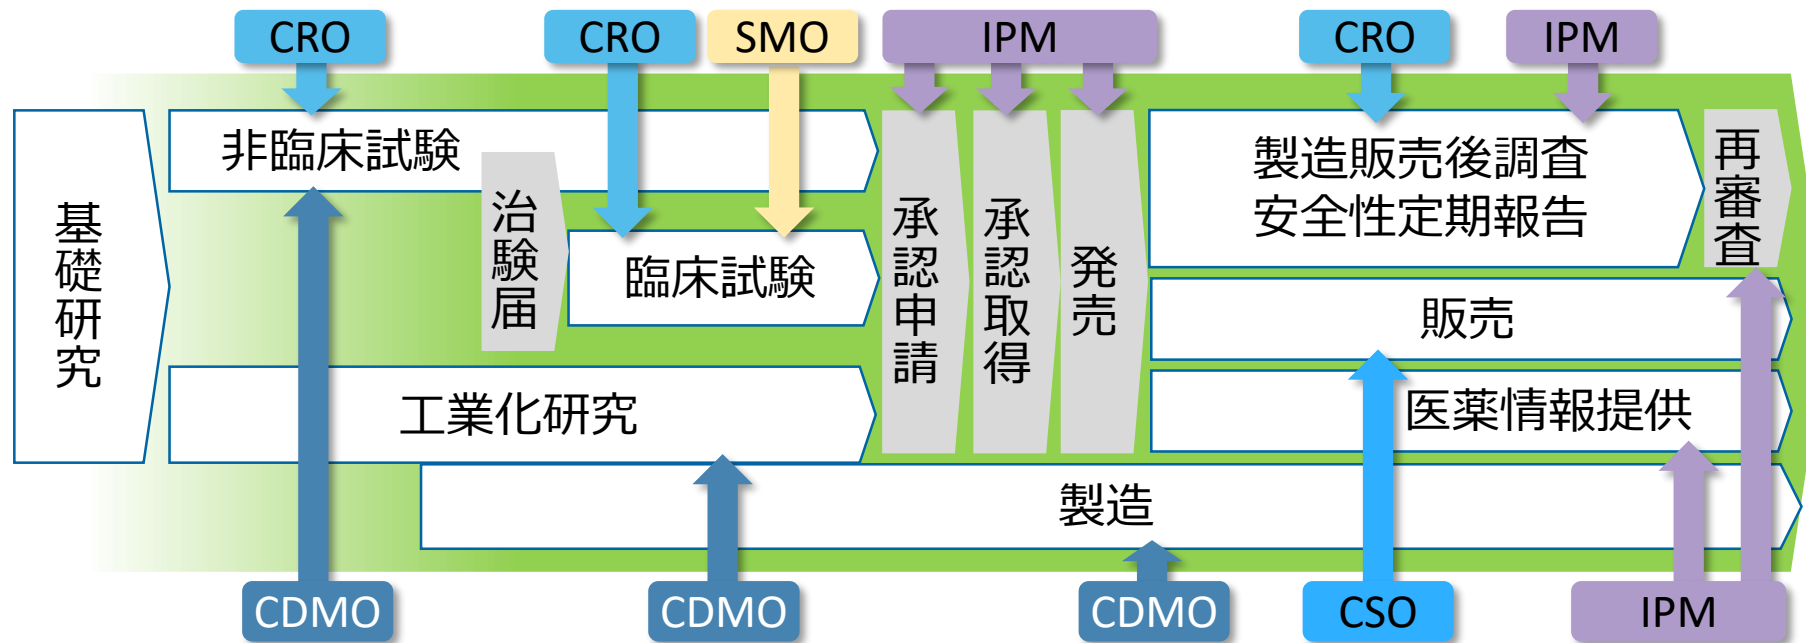 CRO
CRO
SMO
IPM
CRO
IPM
基礎研究
非臨床試験
治験届
臨床試験
工業化研究
承認申請
承認取得
発売
製造販売後調査
安全性定期報告
再審査
販売
医薬情報提供
製造
CDMO
CDMO
CDMO
CSO
IPM